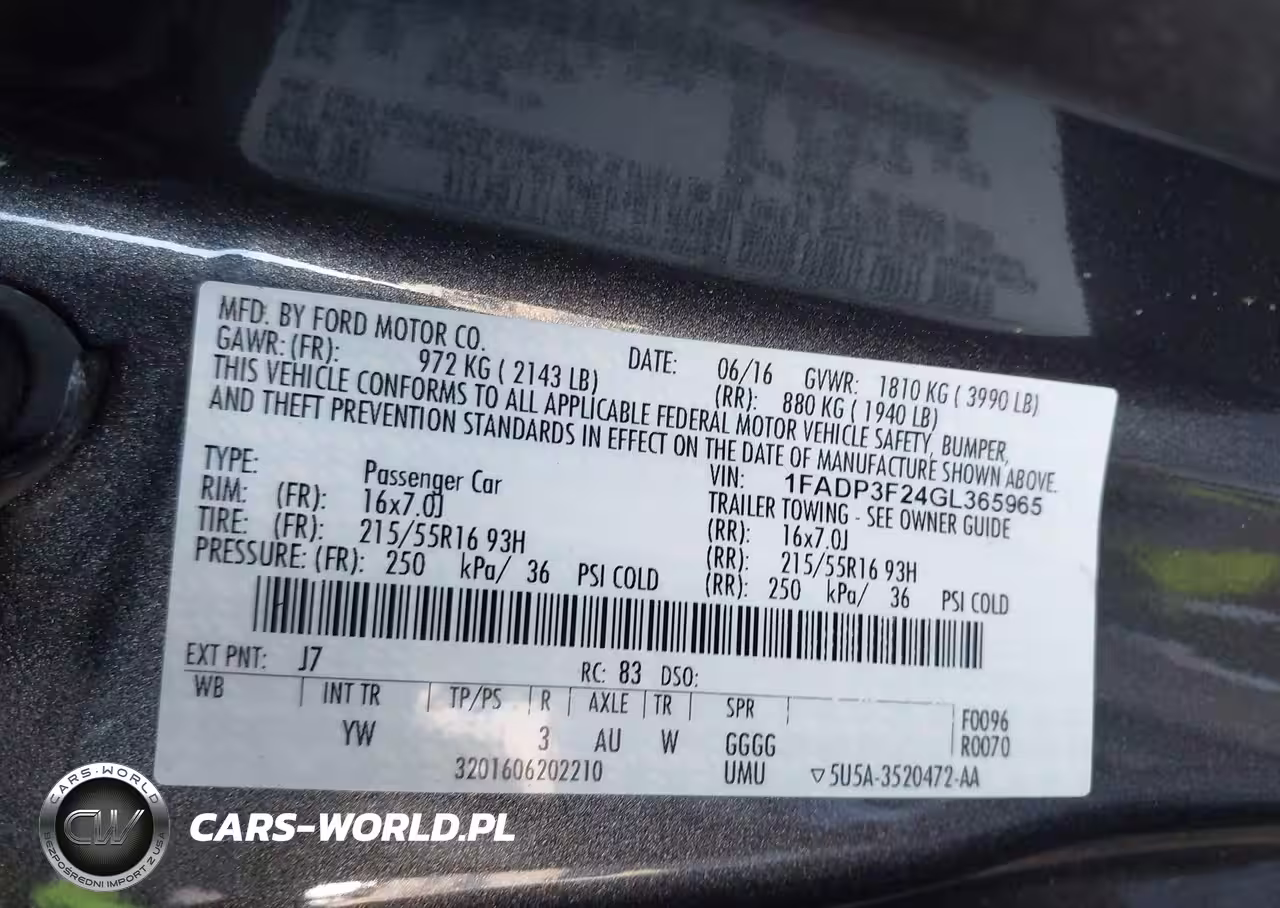 MFD. BY FORD MOTOR CO. DATE: 06/16 GVWR: 1810 KG ( 3990 LB)
GAWR: (FR): 972 KG ( 2143 LB) (RR): 880 KG ( 1940 LB)
THIS VEHICLE CONFORMS TO ALL APPLICABLE FEDERAL MOTOR VEHICLE SAFETY, BUMPER,
AND THEFT PREVENTION STANDARDS IN EFFECT ON THE DATE OF MANUFACTURE SHOWN ABOVE.
VIN: 1FADP3F24GL365965
TYPE: Passenger Car TRAILER TOWING - SEE OWNER GUIDE
RIM: (FR): 16x7.0J (RR): 16x7.0J
TIRE: (FR): 215/55R16 93H (RR): 215/55R16 93H
PRESSURE: (FR): 250 kPa/ 36 PSI COLD (RR): 250 kPa/ 36 PSI COLD
EXT PNT: J7 RC: 83 DSO:
WB INT TR TP/PS R AXLE TR SPR F0096
YW 3 AU W GGGG R0070
3201606202210 UMU ▽5U5A-3520472-AA
CARS-WORLD
CW
BEZPOŚREDNI IMPORT Z USA
CARS-WORLD.PL